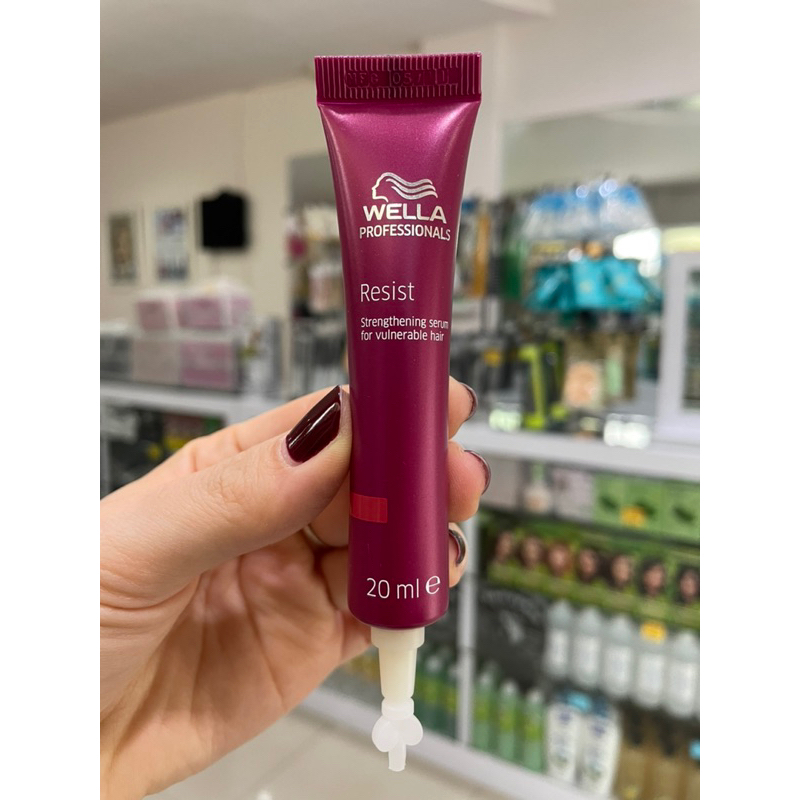 WELLA
PROFESSIONALS
Resist
Strengthening serum
for vulnerable hair
20 ml e